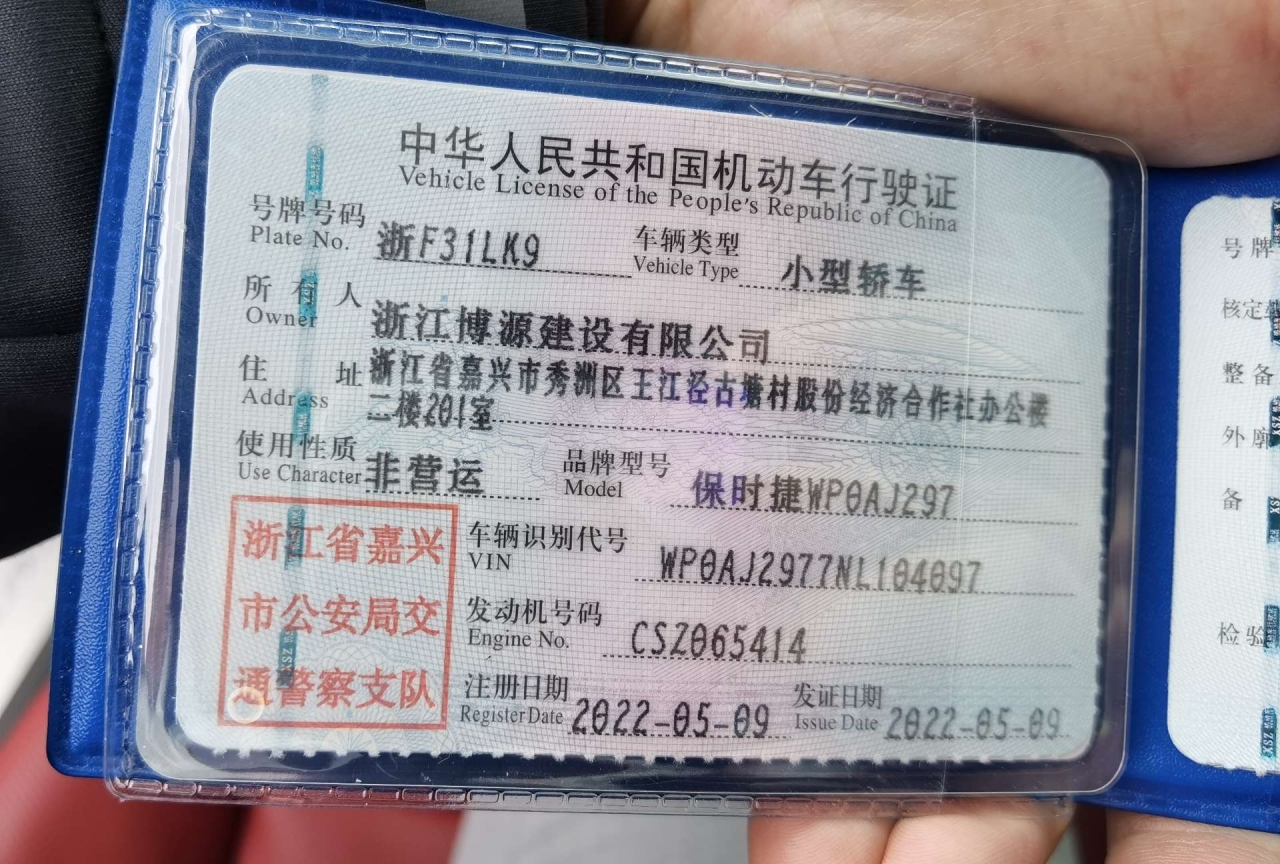 中华人民共和国机动车行驶证
Vehicle License of the People's Republic of China
号牌号码 浙F31LK9 车辆类型 小型轿车
Plate No. Vehicle Type
所有人 浙江博源建设有限公司
Owner
住址 浙江省嘉兴市秀洲区王江泾古塘村股份经济合作社办公楼
Address 二楼201室
使用性质 非营运 品牌型号 保时捷WP0AJ297
Use Character Model
车辆识别代号 WP0AJ2977NL104097
VIN
发动机号码 CSZ065414
Engine No.
注册日期 2022-05-09 发证日期 2022-05-09
Register Date Issue Date
浙江省嘉兴
市公安局交
通警察支队
号牌
核定
整备
外廓
备
检验
XSZ